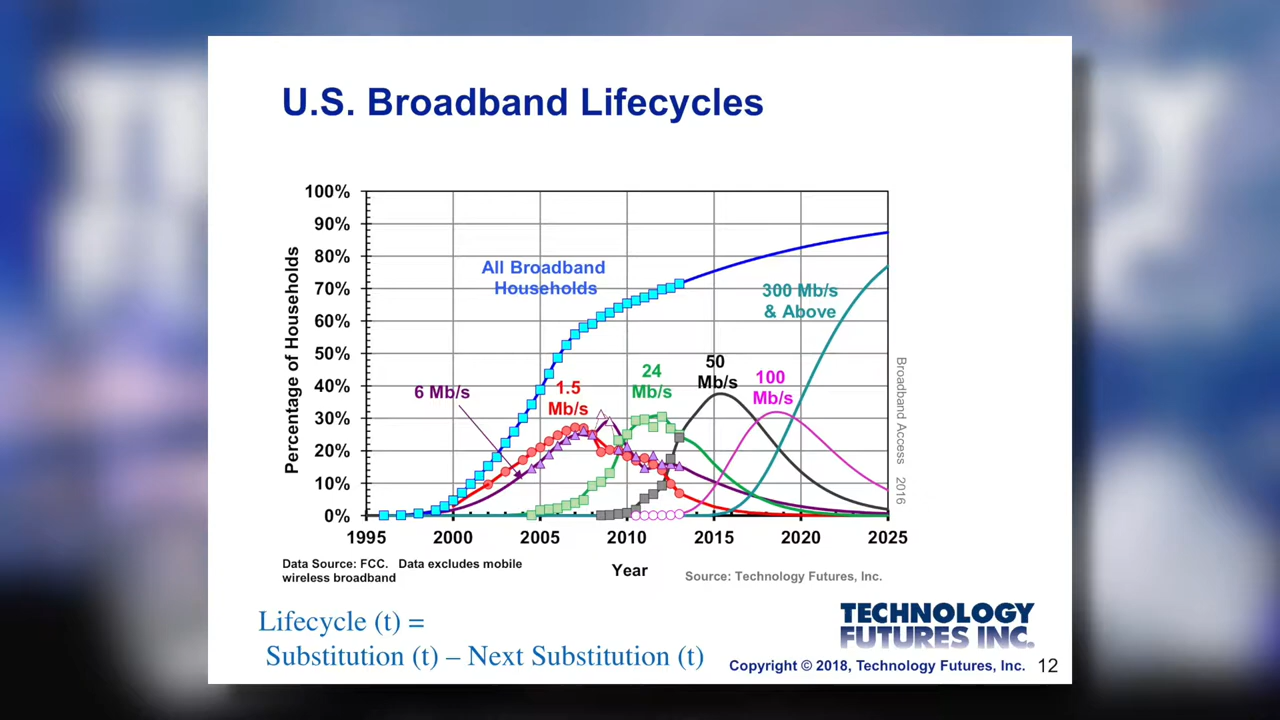 U.S. Broadband Lifecycles
100%
90%
80%
70%
60%
50%
40%
30%
20%
10%
0%
Percentage of Households
All Broadband
Households
300 Mb/s
& Above
6 Mb/s
1.5
Mb/s
24
Mb/s
50
Mb/s
100
Mb/s
Broadband Access 2016
1995 2000 2005 2010 2015 2020 2025
Year
Data Source: FCC. Data excludes mobile
wireless broadband
Source: Technology Futures, Inc.
Lifecycle (t) =
Substitution (t) – Next Substitution (t)
TECHNOLOGY
FUTURES INC.
Copyright © 2018, Technology Futures, Inc. 12